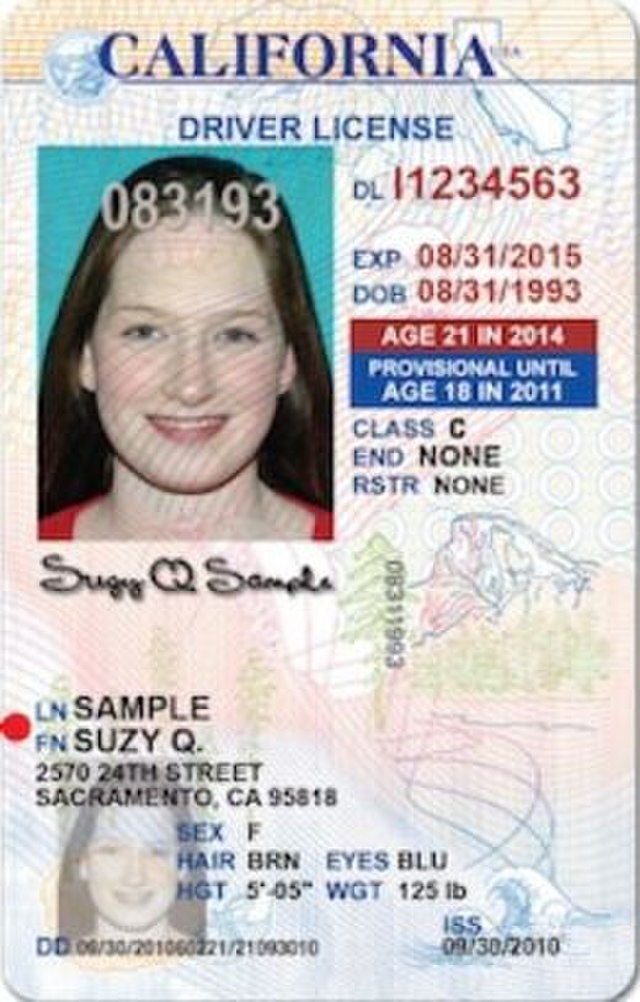 CALIFORNIA USA
DRIVER LICENSE
083193
DL I1234563
EXP 08/31/2015
DOB 08/31/1993
AGE 21 IN 2014
PROVISIONAL UNTIL
AGE 18 IN 2011
CLASS C
END NONE
RSTR NONE
Suzy Q Sample
08311993
LN SAMPLE
FN SUZY Q.
2570 24TH STREET
SACRAMENTO, CA 95818
SEX F
HAIR BRN EYES BLU
HGT 5'-05" WGT 125 lb
ISS
DD 09/30/201060221/21093010 09/30/2010